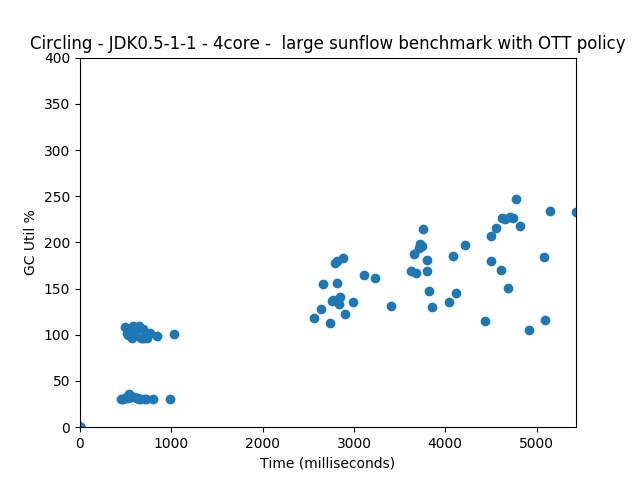 Circling - JDK0.5-1-1 - 4core -  large sunflow benchmark with OTT policy
400
350
300
250
200
150
100
50
0
GC Util %
0 1000 2000 3000 4000 5000
Time (milliseconds)